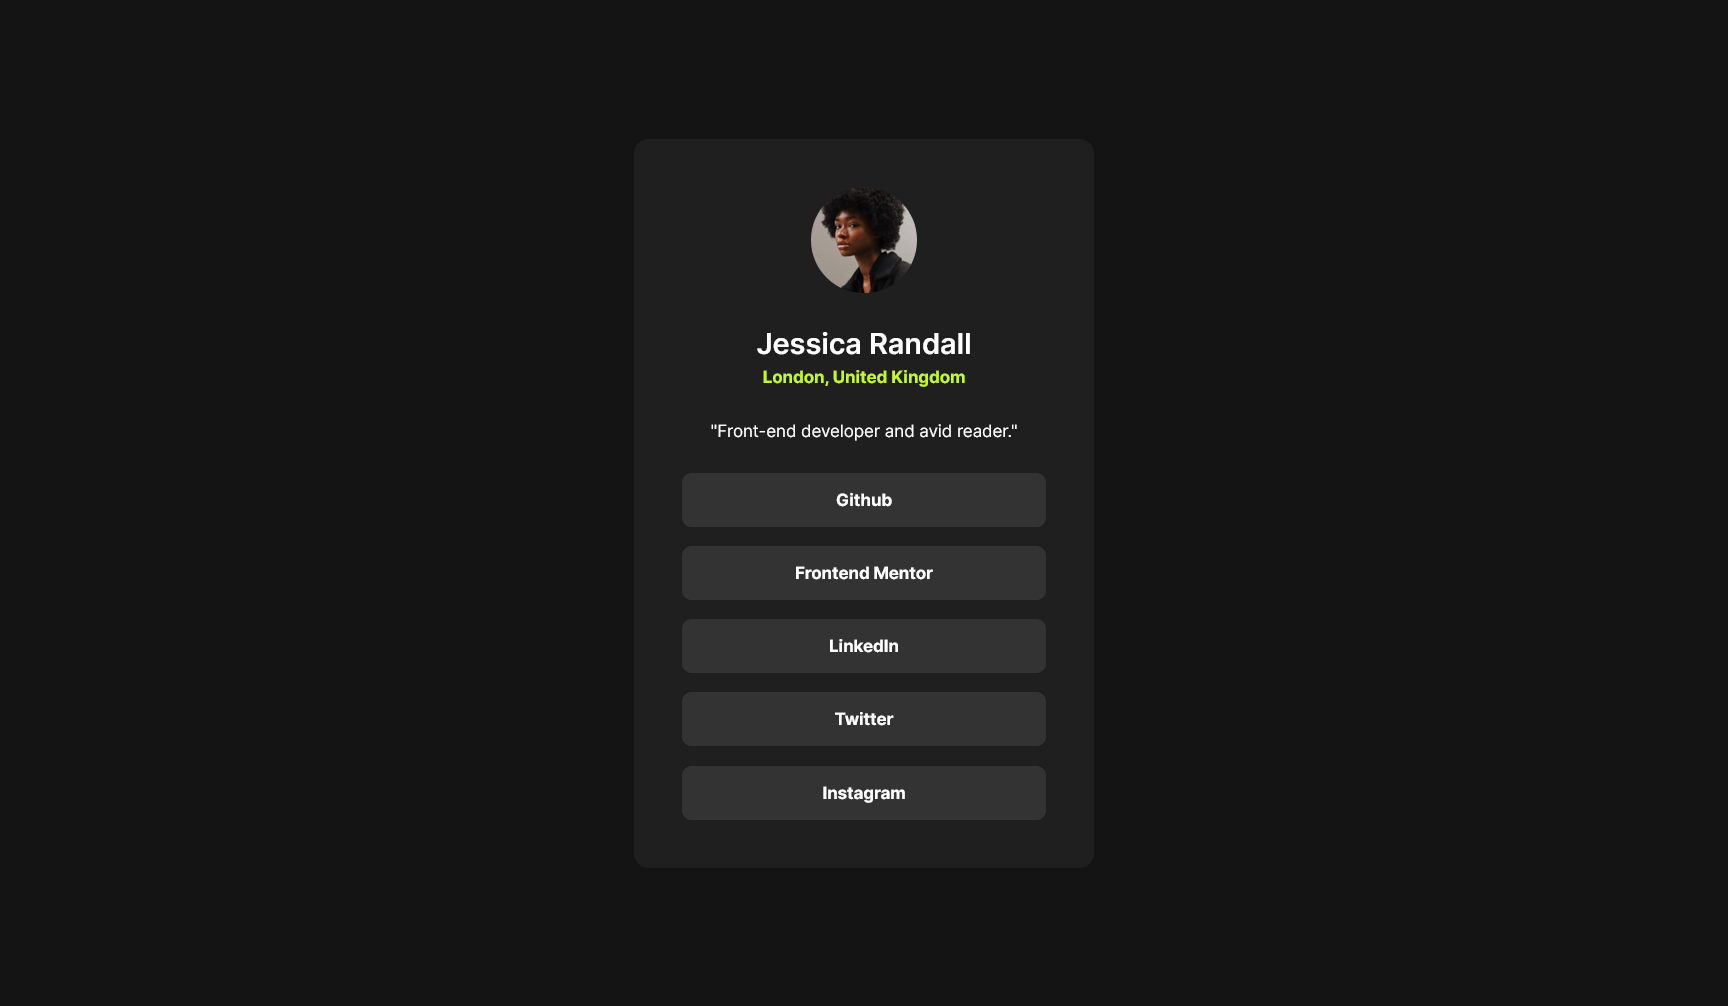 Jessica Randall
London, United Kingdom
"Front-end developer and avid reader."
Github
Frontend Mentor
LinkedIn
Twitter
Instagram